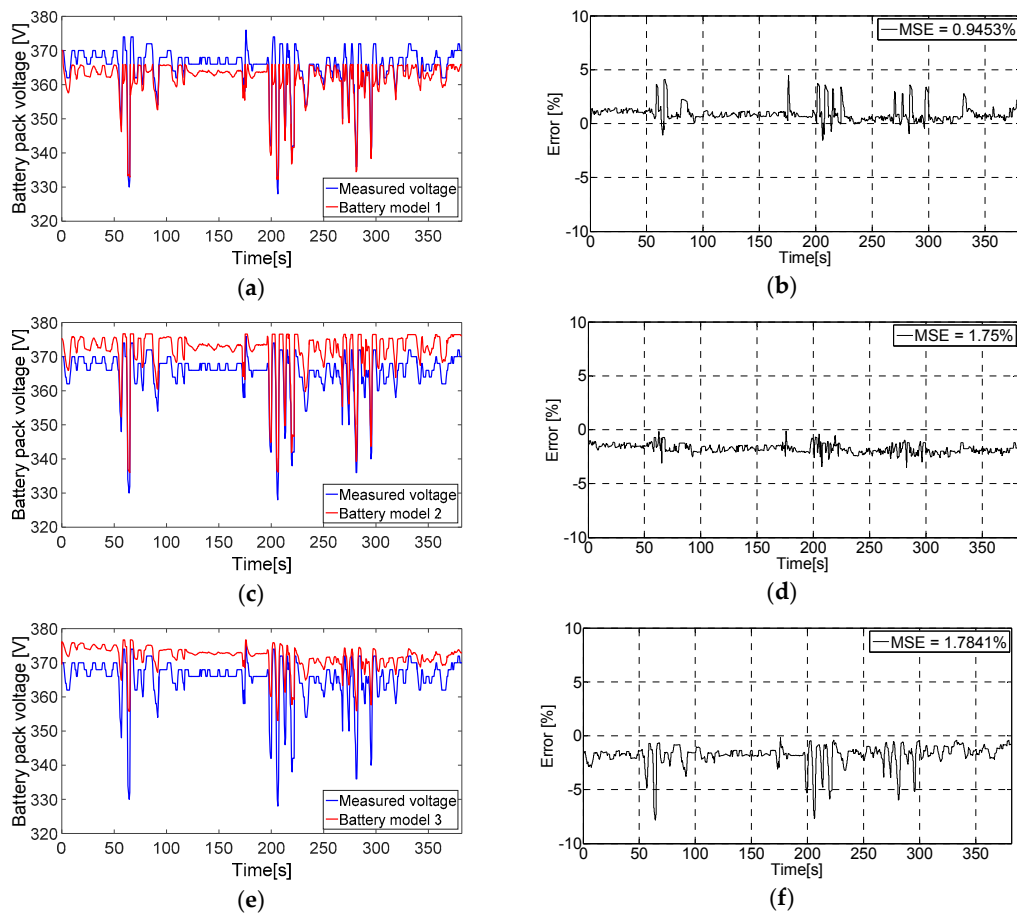 380
370
360
350
340
330
320
Battery pack voltage [V]
Measured voltage
Battery model 1
0 50 100 150 200 250 300 350
Time[s]
(a)
10
5
0
-5
-10
Error [%]
MSE = 0.9453%
0 50 100 150 200 250 300 350
Time[s]
(b)
380
370
360
350
340
330
320
Battery pack voltage [V]
Measured voltage
Battery model 2
0 50 100 150 200 250 300 350
Time[s]
(c)
10
5
0
-5
-10
Error [%]
MSE = 1.75%
0 50 100 150 200 250 300 350
Time[s]
(d)
380
370
360
350
340
330
320
Battery pack voltage [V]
Measured voltage
Battery model 3
0 50 100 150 200 250 300 350
Time[s]
(e)
10
5
0
-5
-10
Error [%]
MSE = 1.7841%
0 50 100 150 200 250 300 350
Time[s]
(f)